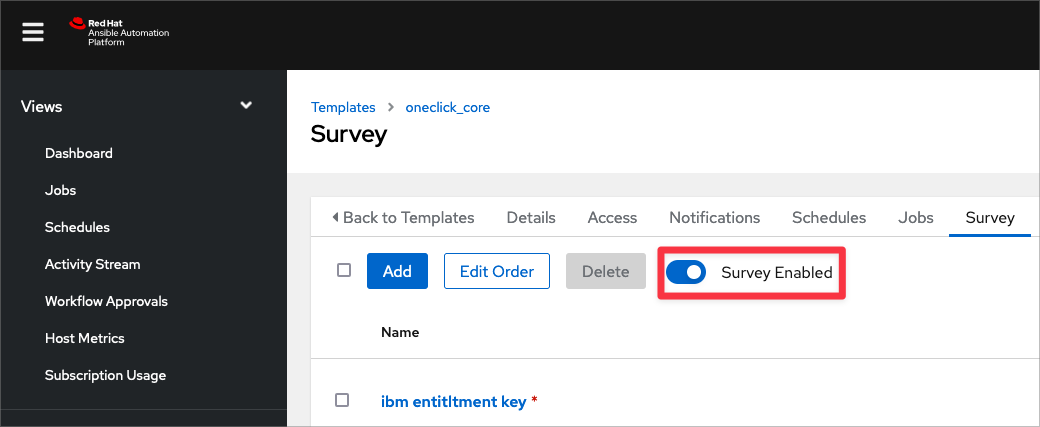 Red Hat
Ansible Automation
Platform
Views
Dashboard
Jobs
Schedules
Activity Stream
Workflow Approvals
Host Metrics
Subscription Usage
Templates > oneclick_core
Survey
Back to Templates Details Access Notifications Schedules Jobs Survey
Add Edit Order Delete Survey Enabled
Name
ibm entitltment key *